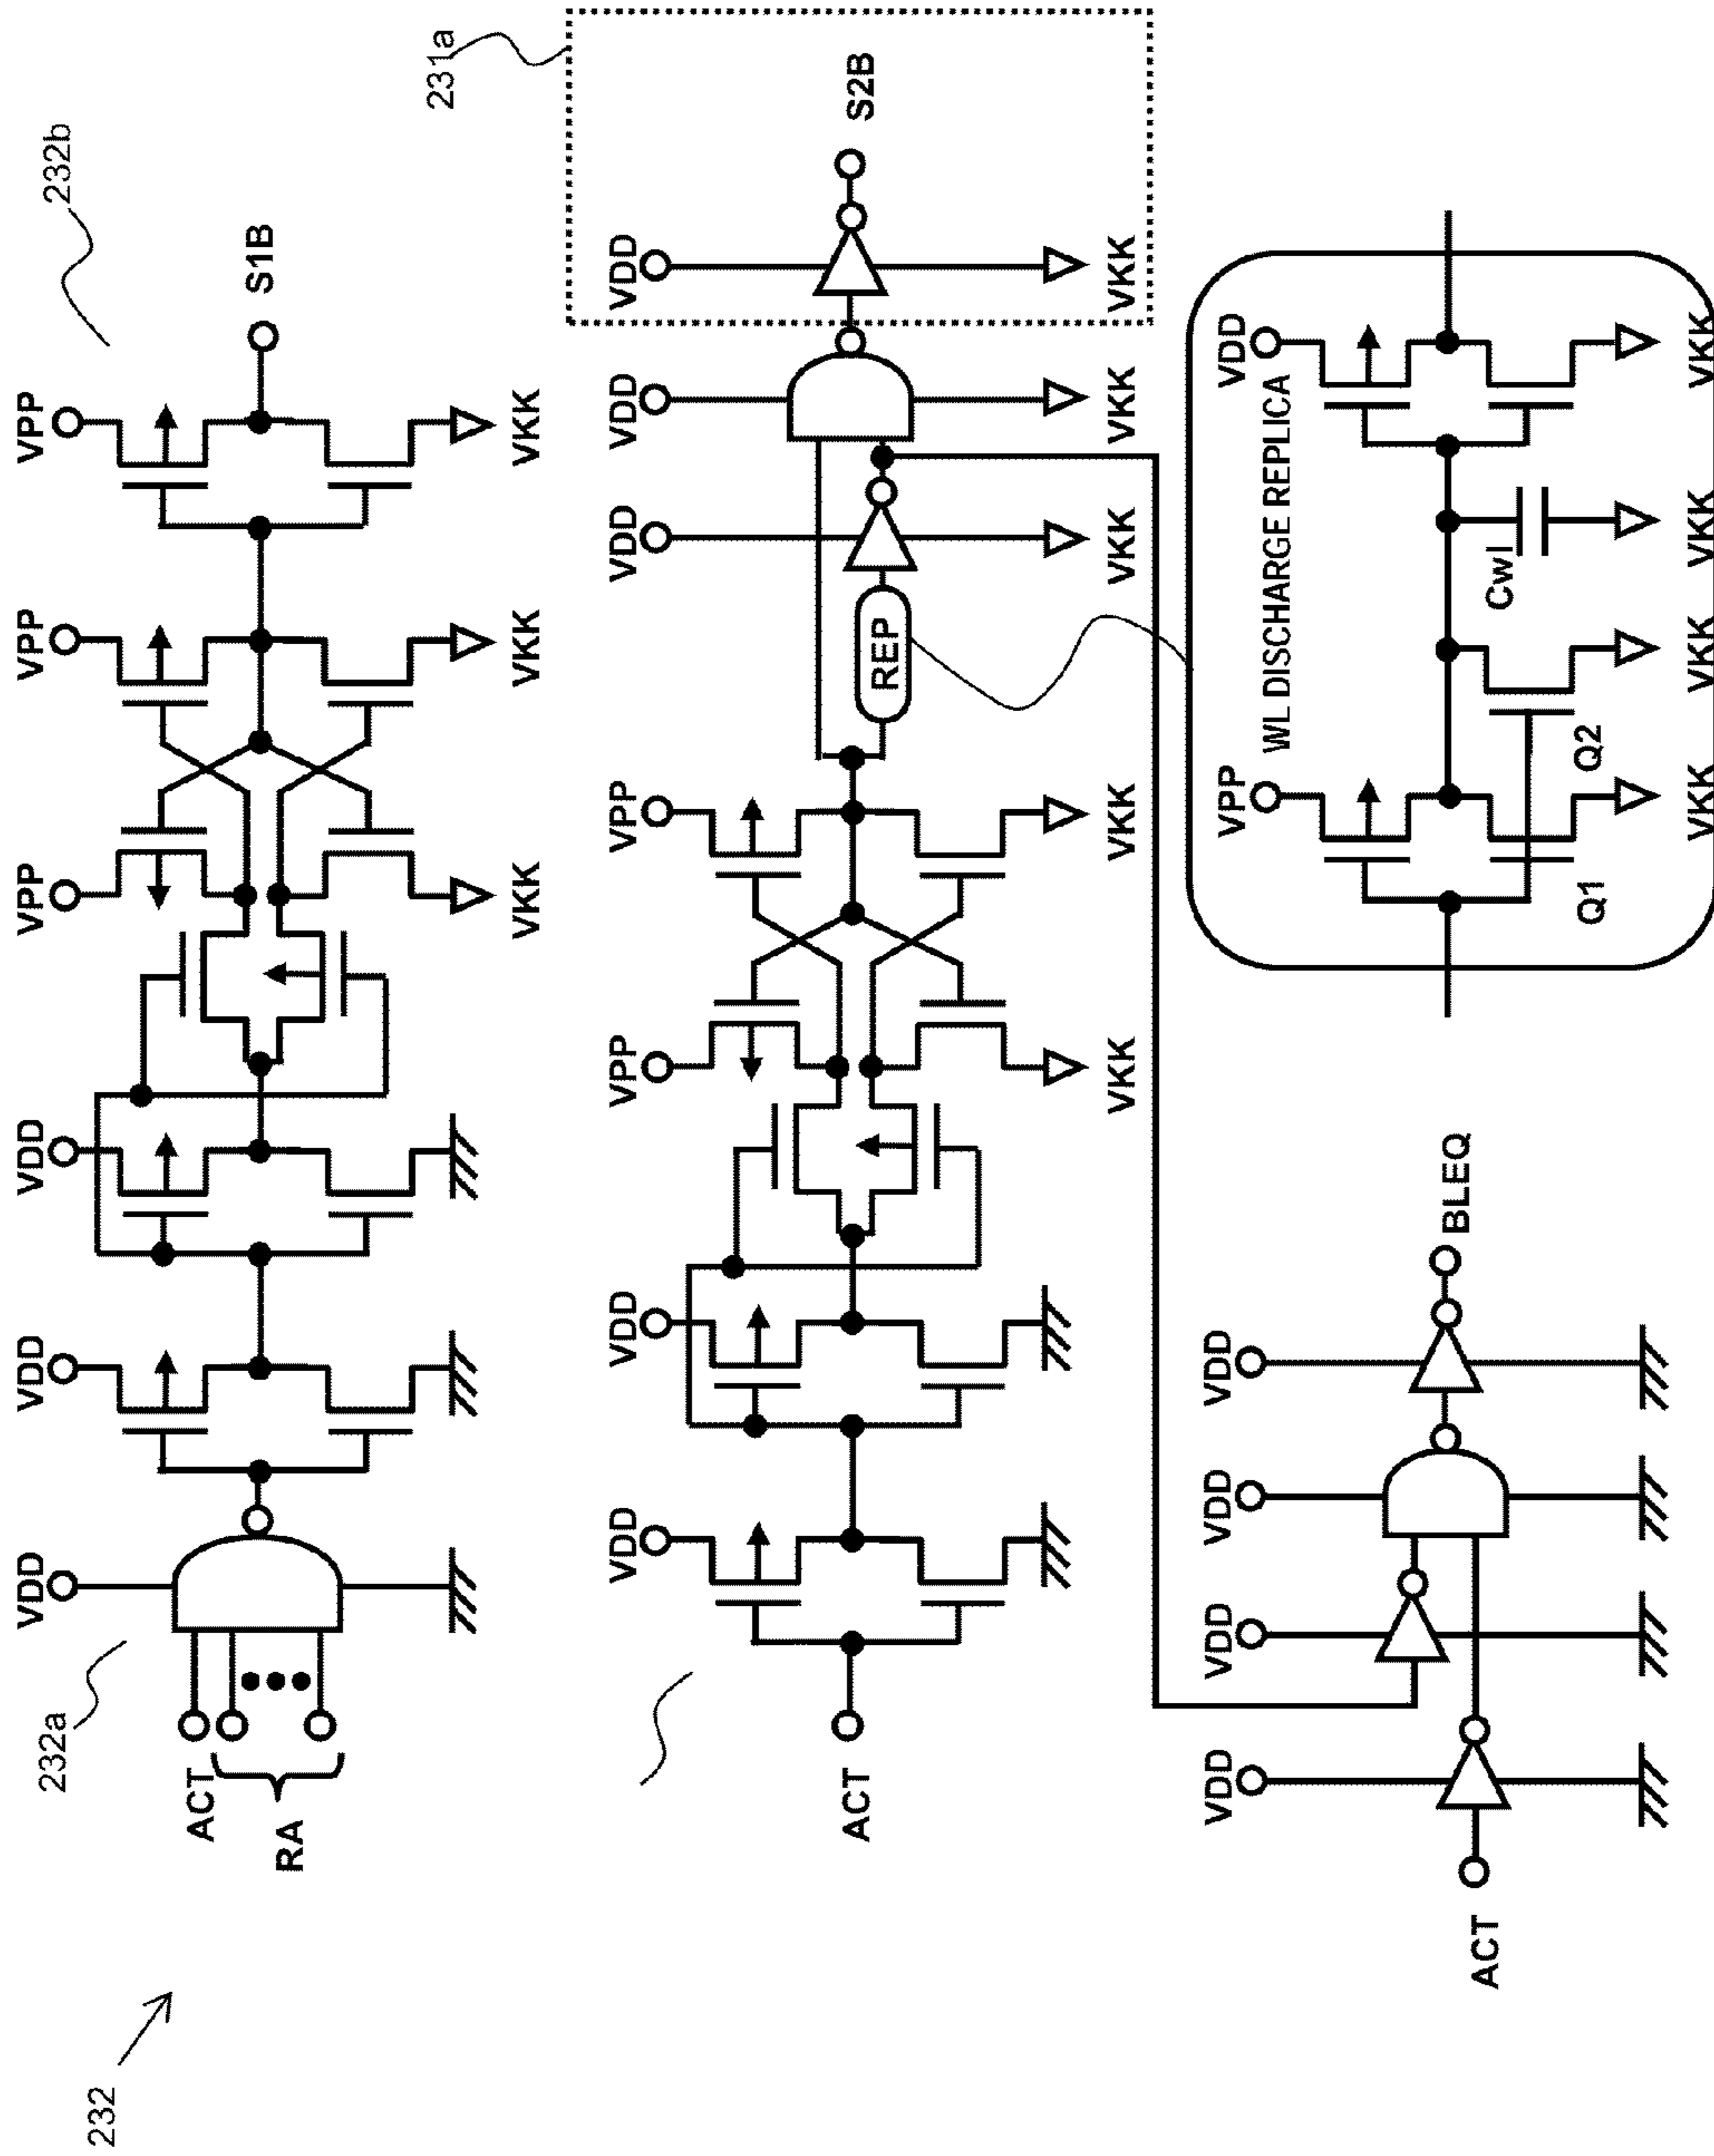 232
232a
232b
VDD
VDD
VDD
VPP
VPP
VPP
ACT
RA
S1B
VKK
VKK
VKK
231a
VDD
VDD
VPP
VPP
VDD
VDD
VDD
ACT
REP
S2B
VKK
VKK
VKK
VKK
VKK
VDD
VDD
VDD
VDD
ACT
BLEQ
WL DISCHARGE REPLICA
VPP
VDD
Q1
Q2
Cwl
VKK
VKK
VKK
VKK